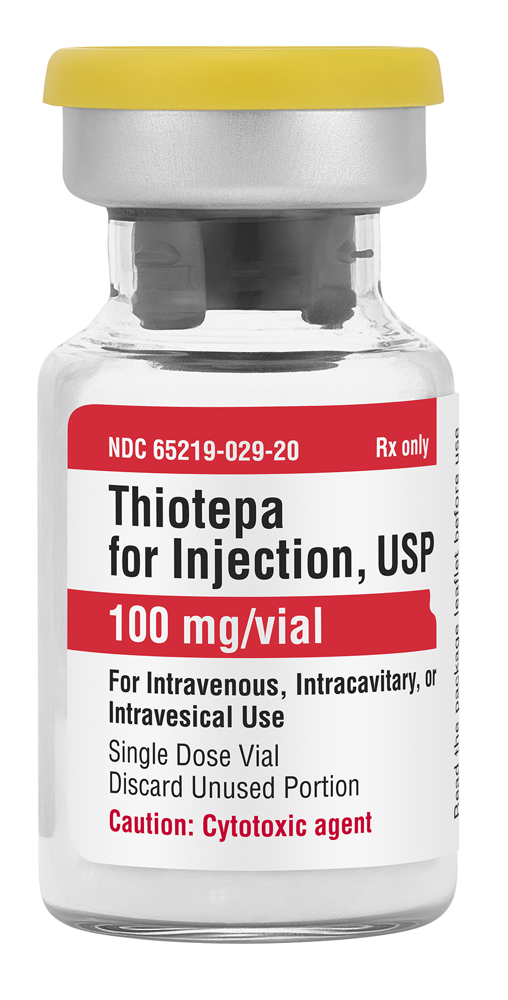 NDC 65219-029-20 Rx only
Thiotepa
for Injection, USP
100 mg/vial
For Intravenous, Intracavitary, or
Intravesical Use
Single Dose Vial
Discard Unused Portion
Caution: Cytotoxic agent
Read the package leaflet before use